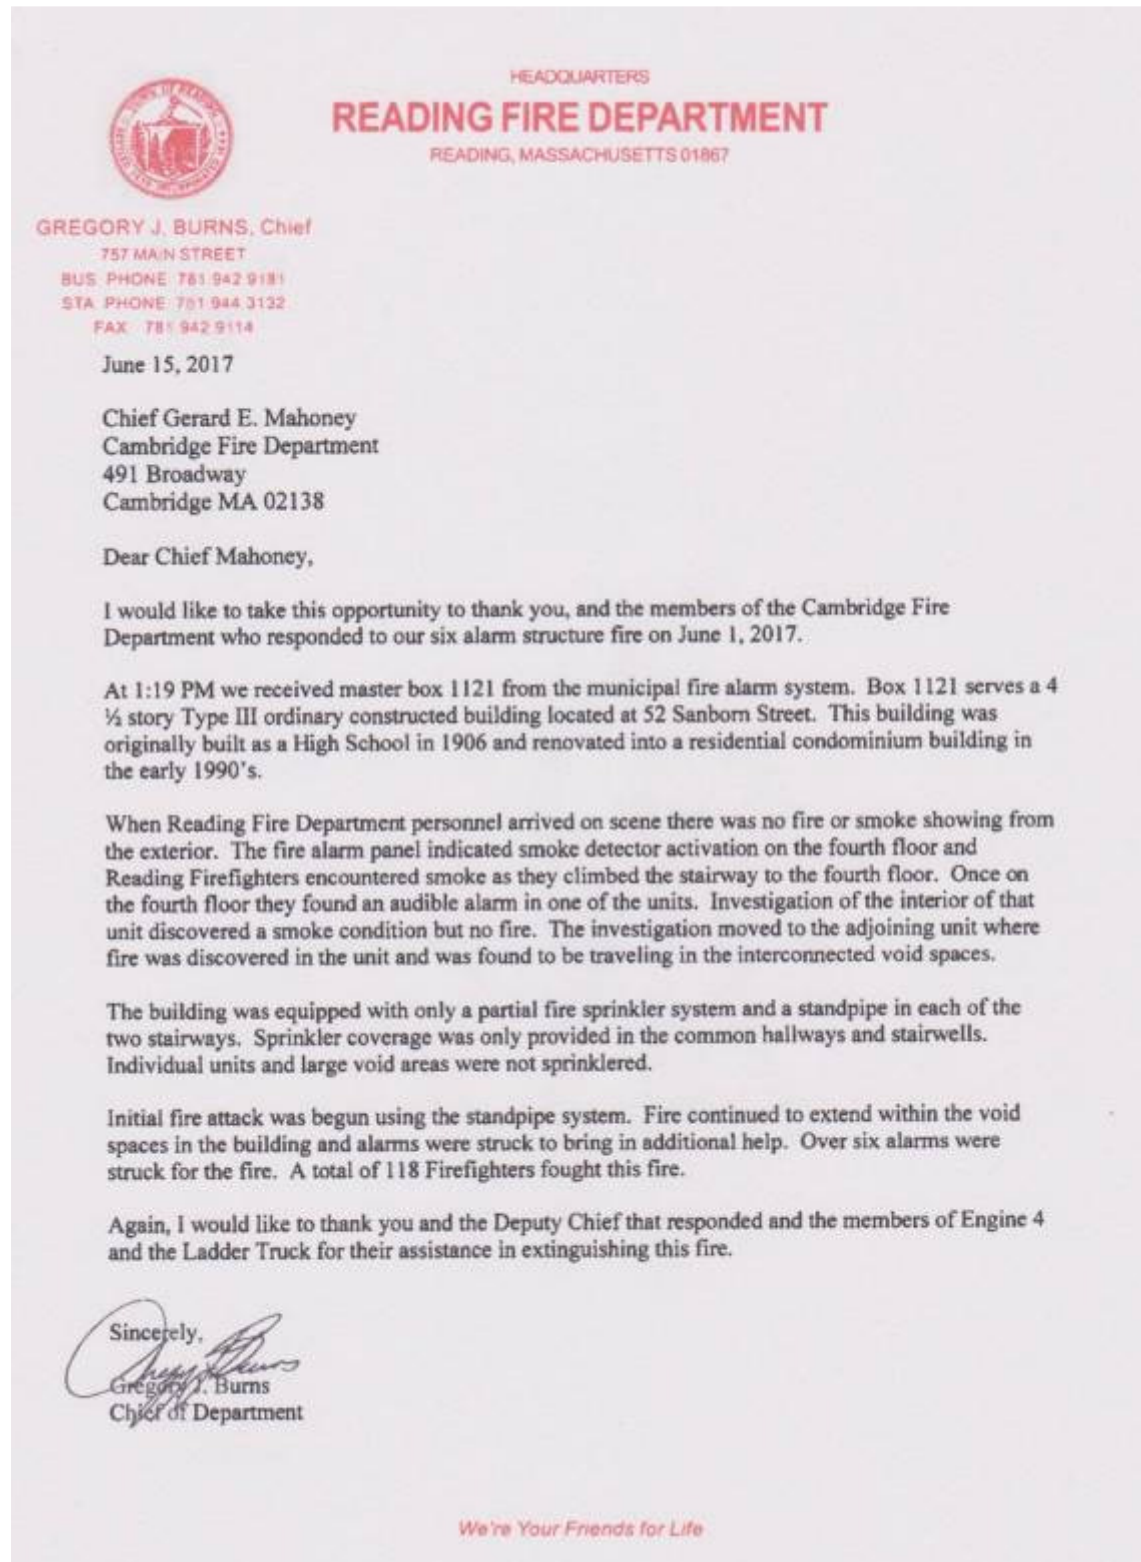 HEADQUARTERS
READING FIRE DEPARTMENT
READING, MASSACHUSETTS 01867
TOWN OF READING
GREGORY J. BURNS, Chief
757 MAIN STREET
BUS PHONE 781 942 9181
STA PHONE 781 944 3132
FAX 781 942 9114
June 15, 2017
Chief Gerard E. Mahoney
Cambridge Fire Department
491 Broadway
Cambridge MA 02138
Dear Chief Mahoney,
I would like to take this opportunity to thank you, and the members of the Cambridge Fire
Department who responded to our six alarm structure fire on June 1, 2017.
At 1:19 PM we received master box 1121 from the municipal fire alarm system. Box 1121 serves a 4
½ story Type III ordinary constructed building located at 52 Sanborn Street. This building was
originally built as a High School in 1906 and renovated into a residential condominium building in
the early 1990's.
When Reading Fire Department personnel arrived on scene there was no fire or smoke showing from
the exterior. The fire alarm panel indicated smoke detector activation on the fourth floor and
Reading Firefighters encountered smoke as they climbed the stairway to the fourth floor. Once on
the fourth floor they found an audible alarm in one of the units. Investigation of the interior of that
unit discovered a smoke condition but no fire. The investigation moved to the adjoining unit where
fire was discovered in the unit and was found to be traveling in the interconnected void spaces.
The building was equipped with only a partial fire sprinkler system and a standpipe in each of the
two stairways. Sprinkler coverage was only provided in the common hallways and stairwells.
Individual units and large void areas were not sprinklered.
Initial fire attack was begun using the standpipe system. Fire continued to extend within the void
spaces in the building and alarms were struck to bring in additional help. Over six alarms were
struck for the fire. A total of 118 Firefighters fought this fire.
Again, I would like to thank you and the Deputy Chief that responded and the members of Engine 4
and the Ladder Truck for their assistance in extinguishing this fire.
Sincerely,
Gregory J. Burns
Chief of Department
We're Your Friends for Life